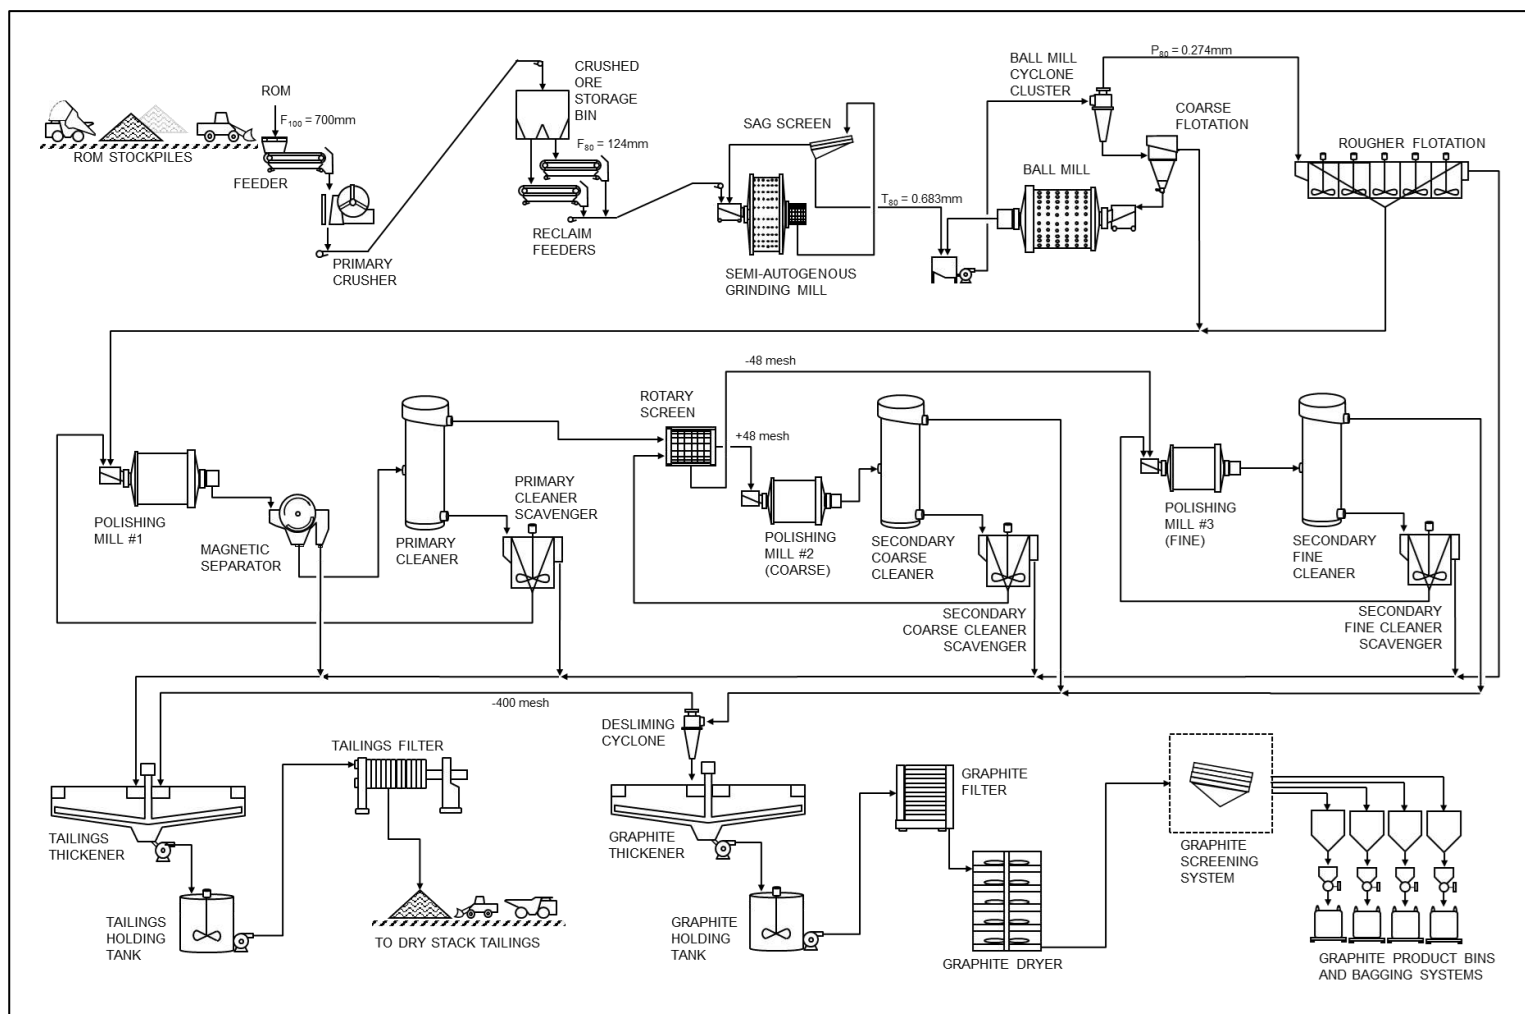 ROM
F100 = 700mm
ROM STOCKPILES
FEEDER
PRIMARY
CRUSHER
CRUSHED
ORE
STORAGE
BIN
F80 = 124mm
RECLAIM
FEEDERS
SAG SCREEN
SEMI-AUTOGENOUS
GRINDING MILL
T80 = 0.683mm
BALL MILL
CYCLONE
CLUSTER
P80 = 0.274mm
COARSE
FLOTATION
BALL MILL
ROUGHER FLOTATION
POLISHING
MILL #1
MAGNETIC
SEPARATOR
PRIMARY
CLEANER
PRIMARY
CLEANER
SCAVENGER
ROTARY
SCREEN
-48 mesh
+48 mesh
POLISHING
MILL #2
(COARSE)
SECONDARY
COARSE
CLEANER
SECONDARY
COARSE CLEANER
SCAVENGER
POLISHING
MILL #3
(FINE)
SECONDARY
FINE
CLEANER
SECONDARY
FINE CLEANER
SCAVENGER
-400 mesh
TAILINGS
THICKENER
TAILINGS
HOLDING
TANK
TAILINGS FILTER
TO DRY STACK TAILINGS
DESLIMING
CYCLONE
GRAPHITE
THICKENER
GRAPHITE
HOLDING
TANK
GRAPHITE
FILTER
GRAPHITE DRYER
GRAPHITE
SCREENING
SYSTEM
GRAPHITE PRODUCT BINS
AND BAGGING SYSTEMS